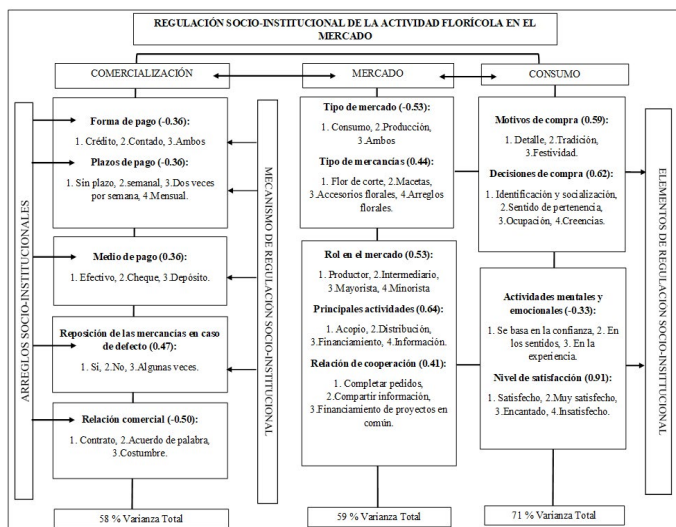 REGULACIÓN SOCIO-INSTITUCIONAL DE LA ACTIVIDAD FLORÍCOLA EN EL
MERCADO
COMERCIALIZACIÓN
MERCADO
CONSUMO
ARREGLOS SOCIO-INSTITUCIONALES
Forma de pago (-0.36):
1. Crédito, 2.Contado, 3.Ambos
Plazos de pago (-0.36):
1. Sin plazo, 2.semanal, 3.Dos veces
por semana, 4.Mensual.
Medio de pago (0.36):
1. Efectivo, 2.Cheque, 3.Depósito.
Reposición de las mercancías en caso
de defecto (0.47):
1. Sí, 2.No, 3.Algunas veces.
Relación comercial (-0.50):
1. Contrato, 2.Acuerdo de palabra,
3.Costumbre.
58 % Varianza Total
MECANISMO DE REGULACIÓN SOCIO-INSTITUCIONAL
Tipo de mercado (-0.53):
1. Consumo, 2.Producción,
3.Ambos
Tipo de mercancías (0.44):
1. Flor de corte, 2.Macetas,
3.Accesorios florales, 4.Arreglos
florales.
Rol en el mercado (0.53):
1. Productor, 2.Intermediario,
3.Mayorista, 4.Minorista
Principales actividades (0.64):
1. Acopio, 2.Distribución,
3.Financiamiento, 4.Información.
Relación de cooperación (0.41):
1. Completar pedidos,
2.Compartir información,
3.Financiamiento de proyectos en
común.
59 % Varianza Total
Motivos de compra (0.59):
1. Detalle, 2.Tradición,
3.Festividad.
Decisiones de compra (0.62):
1. Identificación y socialización,
2.Sentido de pertenencia,
3.Ocupación, 4.Creencias.
Actividades mentales y
emocionales (-0.33):
1. Se basa en la confianza, 2. En
los sentidos, 3. En la
experiencia.
Nivel de satisfacción (0.91):
1. Satisfecho, 2.Muy satisfecho,
3.Encantado, 4.Insatisfecho.
71 % Varianza Total
ELEMENTOS DE REGULACIÓN SOCIO-INSTITUCIONAL